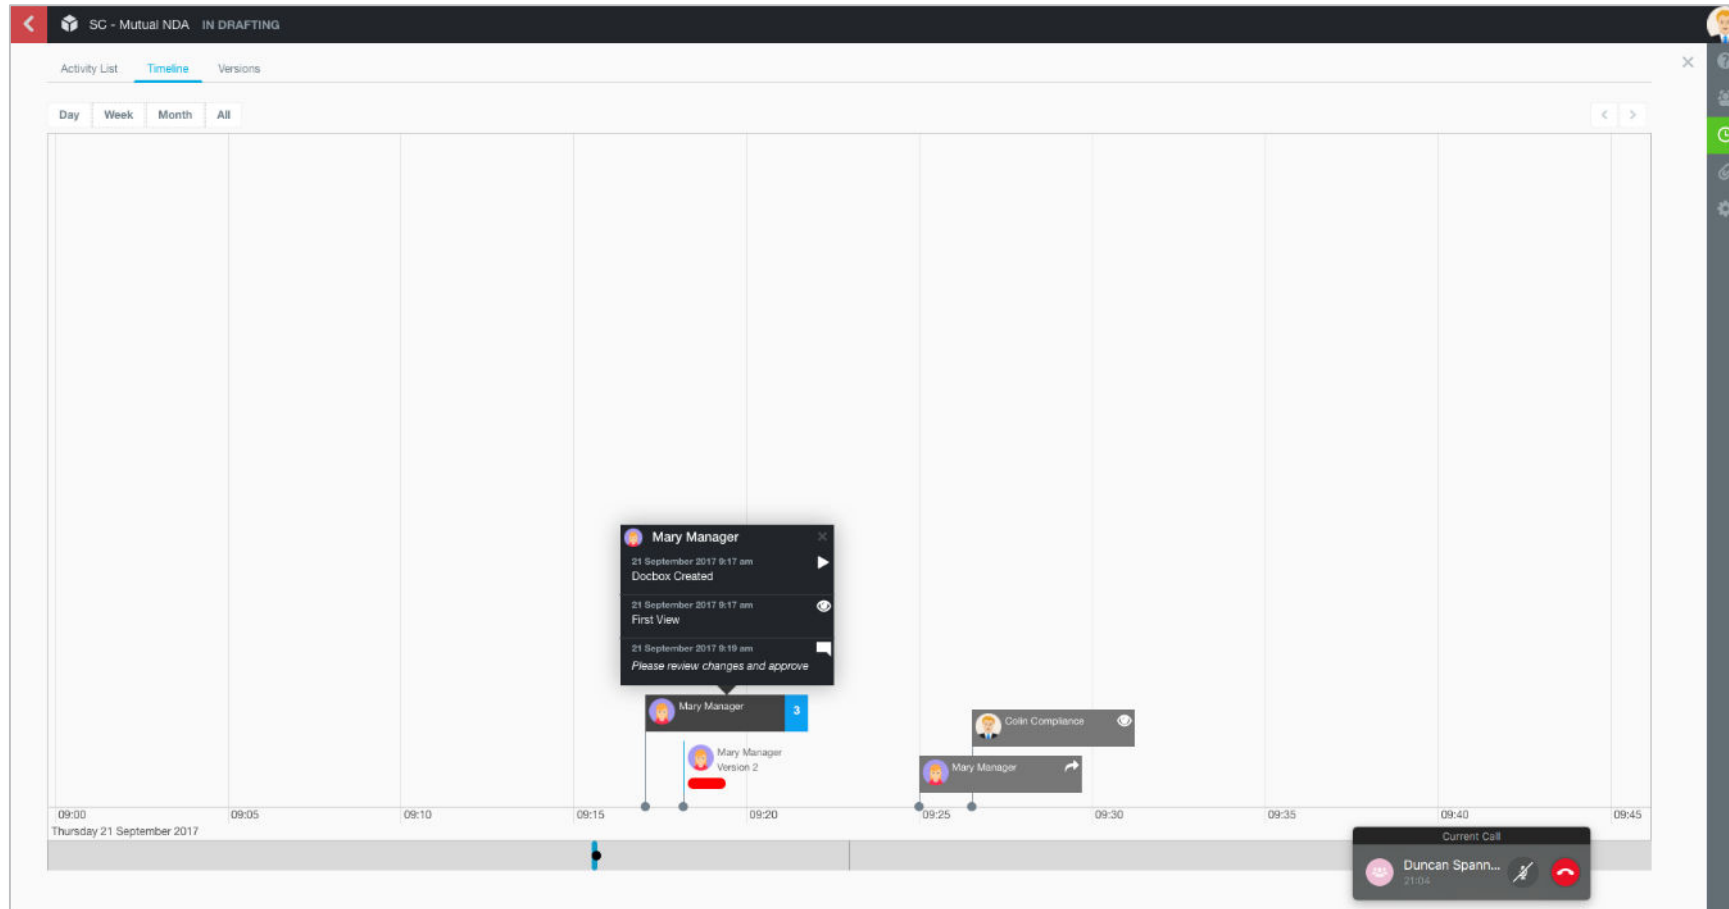 SC - Mutual NDA IN DRAFTING
Activity List Timeline Versions
Day Week Month All
Mary Manager
21 September 2017 9:17 am
Docbox Created
21 September 2017 9:17 am
First View
21 September 2017 9:19 am
Please review changes and approve
Mary Manager 3
Colin Compliance
Mary Manager
Version 2
Mary Manager
09:00 09:05 09:10 09:15 09:20 09:25 09:30 09:35 09:40 09:45
Thursday 21 September 2017
Current Call
Duncan Spann...
21:04